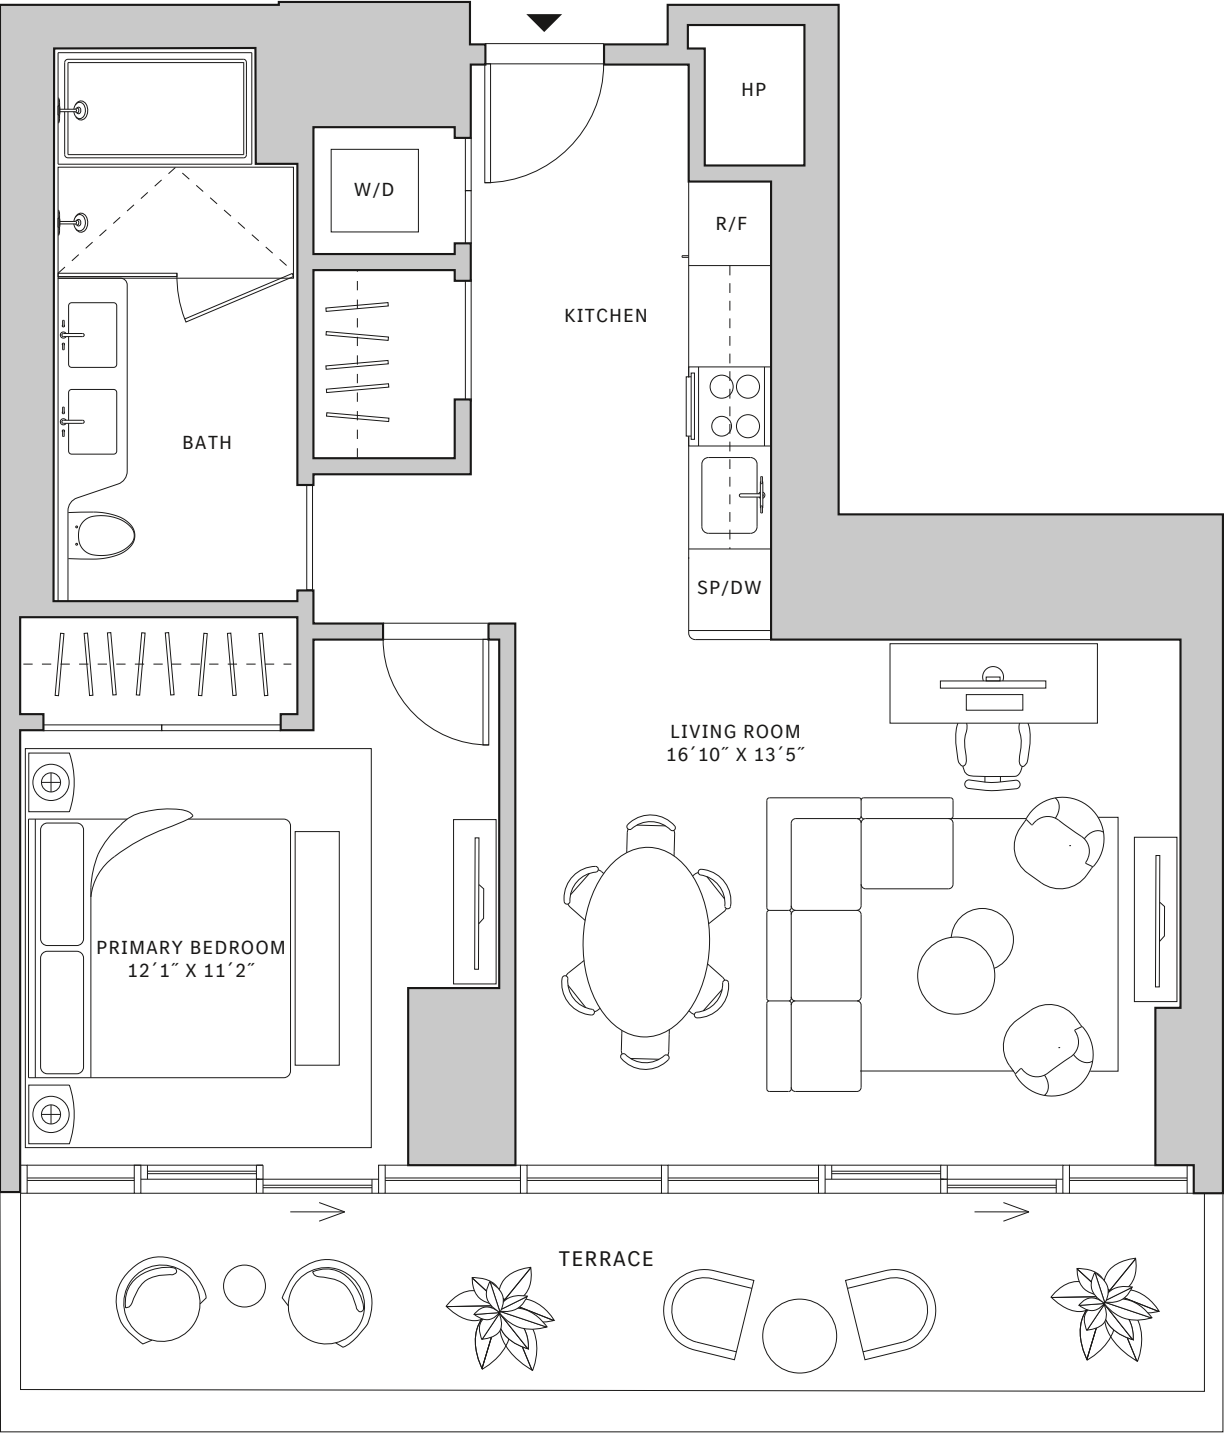 HP
W/D
R/F
KITCHEN
BATH
SP/DW
LIVING ROOM
16´10˝ X 13´5˝
PRIMARY BEDROOM
12´1˝ X 11´2˝
TERRACE